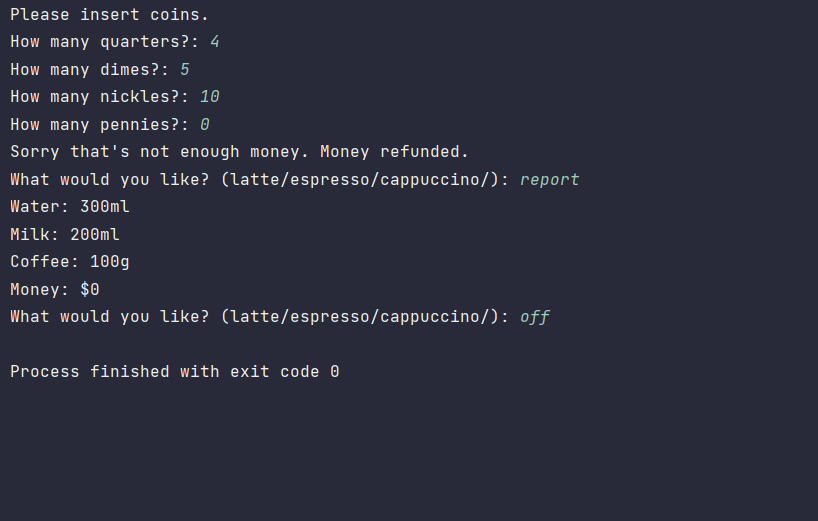 Please insert coins.
How many quarters?: 4
How many dimes?: 5
How many nickles?: 10
How many pennies?: 0
Sorry that's not enough money. Money refunded.
What would you like? (latte/espresso/cappuccino/): report
Water: 300ml
Milk: 200ml
Coffee: 100g
Money: $0
What would you like? (latte/espresso/cappuccino/): off
Process finished with exit code 0